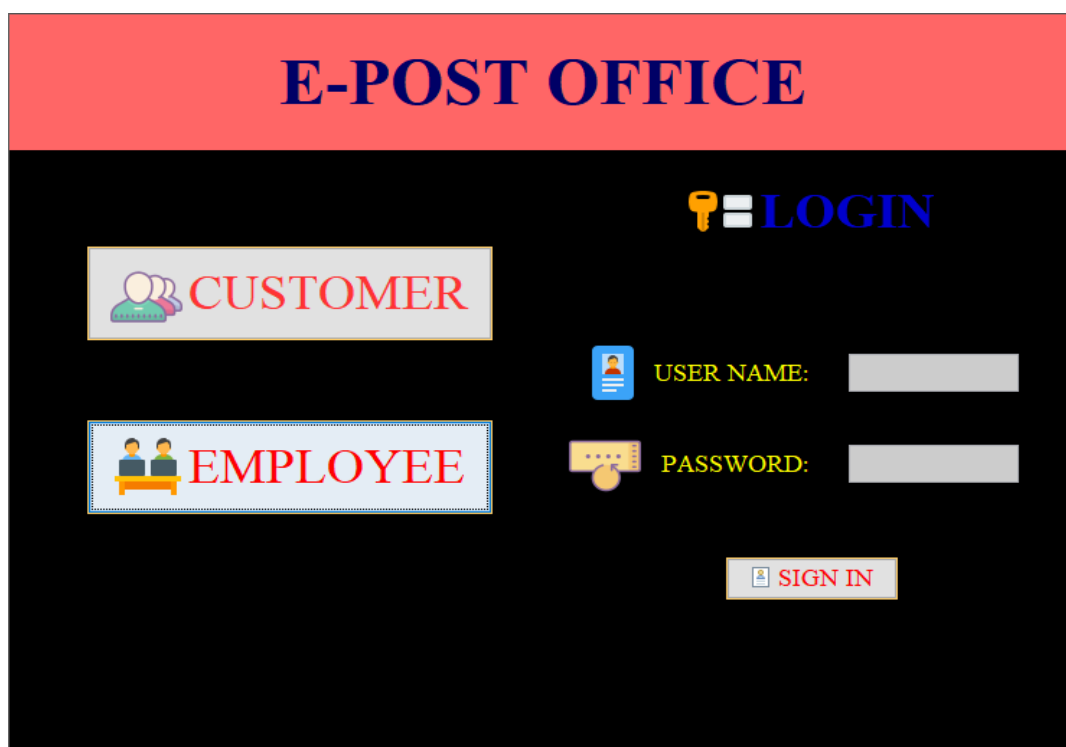 E-POST OFFICE
LOGIN
CUSTOMER
USER NAME:
EMPLOYEE
PASSWORD:
SIGN IN